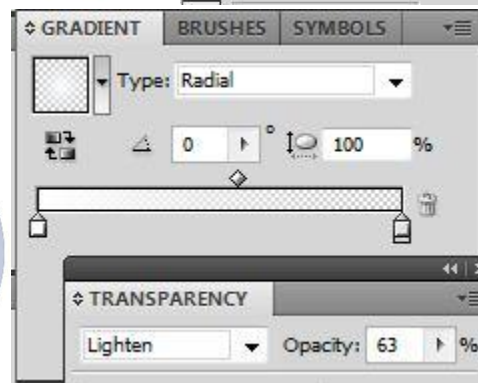 GRADIENT BRUSHES SYMBOLS
Type: Radial
0 ° 100 %
TRANSPARENCY
Lighten Opacity: 63 %